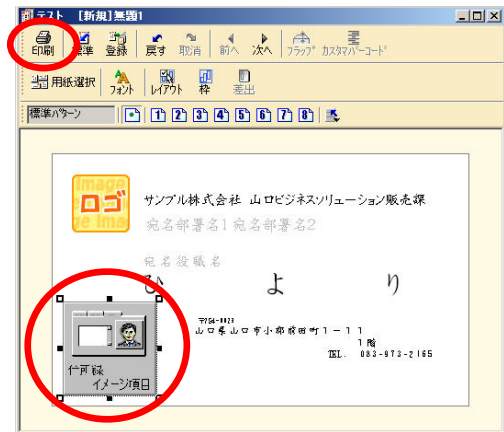 テスト [新規]無題1
印刷 標準 登録 戻す 取消 前へ 次へ フラップ カスタマバーコード
用紙選択 フォント レイアウト 枠 差出
標準パターン 1 2 3 4 5 6 7 8
image
ロゴ
サンプル株式会社 山口ビジネスソリューション販売課
宛名部署名1 宛名部署名2
宛名役職名
ひ よ り
山口県山口市小郡前田町1-11
1階
TEL. 083-973-2165
イメージ項目